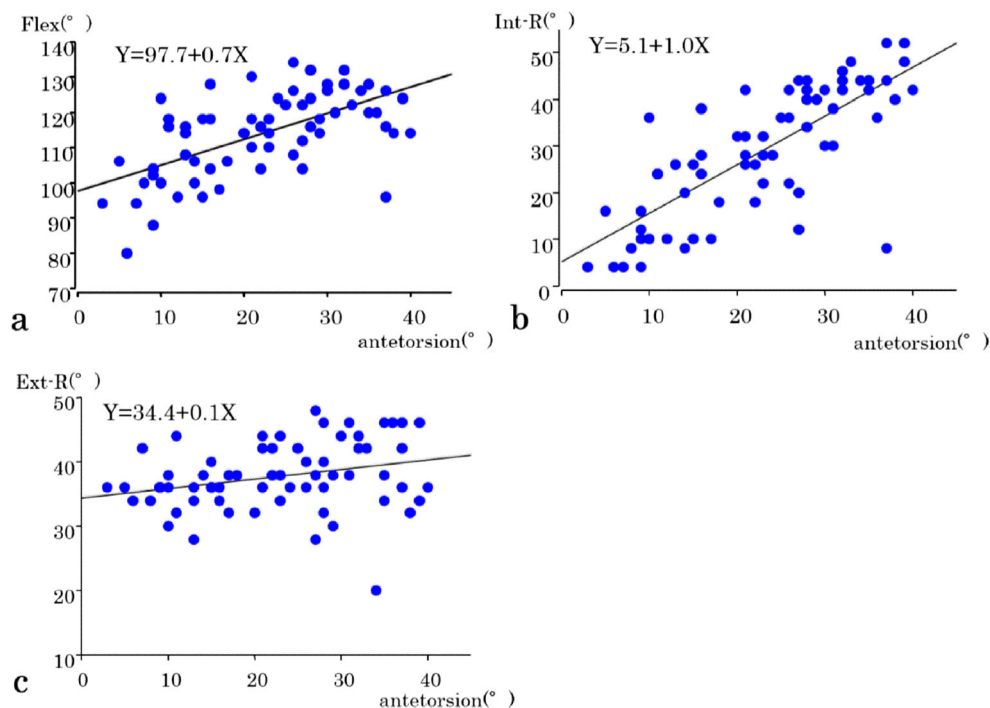 Flex(° )
Y=97.7+0.7X
140
130
120
110
100
90
80
70
0 10 20 30 40
antetorsion(° )
a
Int-R(° )
Y=5.1+1.0X
50
40
30
20
10
0
0 10 20 30 40
antetorsion(° )
b
Ext-R(° )
Y=34.4+0.1X
50
40
30
20
10
0 10 20 30 40
antetorsion(° )
c